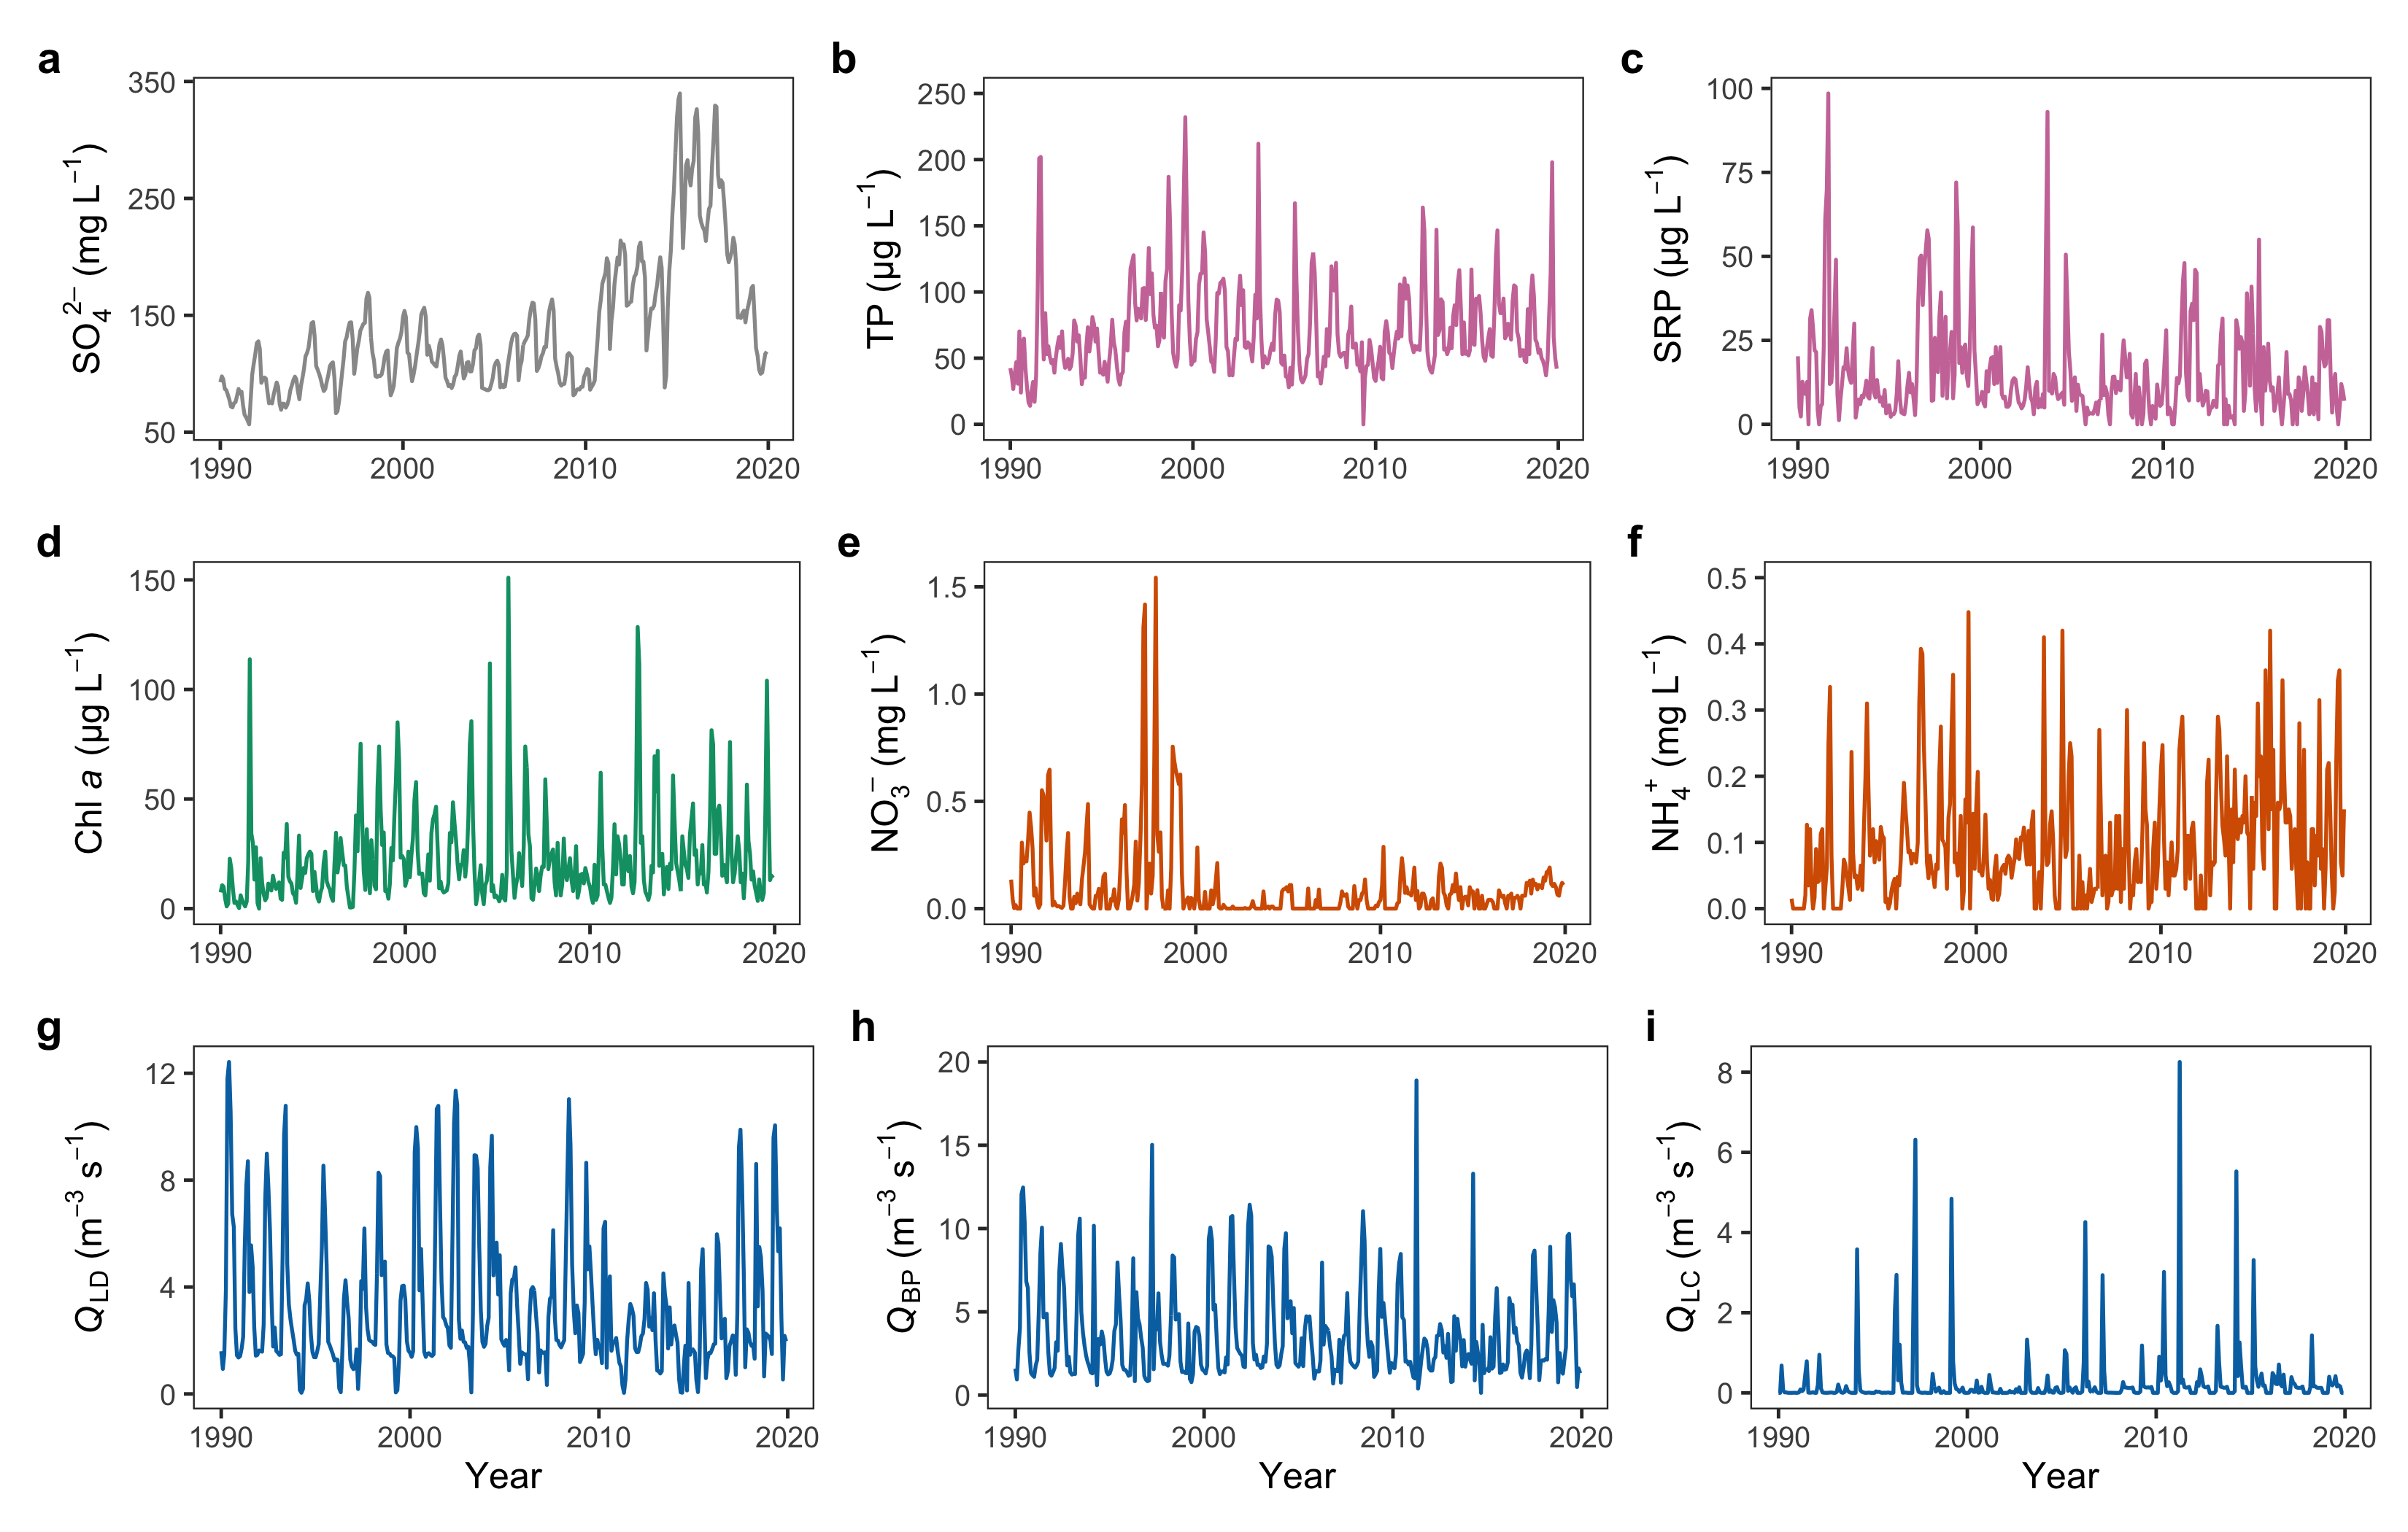 a
SO₄²⁻ (mg L⁻¹)
350
250
150
50
1990 2000 2010 2020
b
TP (µg L⁻¹)
250
200
150
100
50
0
1990 2000 2010 2020
c
SRP (µg L⁻¹)
100
75
50
25
0
1990 2000 2010 2020
d
Chl a (µg L⁻¹)
150
100
50
0
1990 2000 2010 2020
e
NO₃⁻ (mg L⁻¹)
1.5
1.0
0.5
0.0
1990 2000 2010 2020
f
NH₄⁺ (mg L⁻¹)
0.5
0.4
0.3
0.2
0.1
0.0
1990 2000 2010 2020
g
Q_LD (m⁻³ s⁻¹)
12
8
4
0
1990 2000 2010 2020
Year
h
Q_BP (m⁻³ s⁻¹)
20
15
10
5
0
1990 2000 2010 2020
Year
i
Q_LC (m⁻³ s⁻¹)
8
6
4
2
0
1990 2000 2010 2020
Year